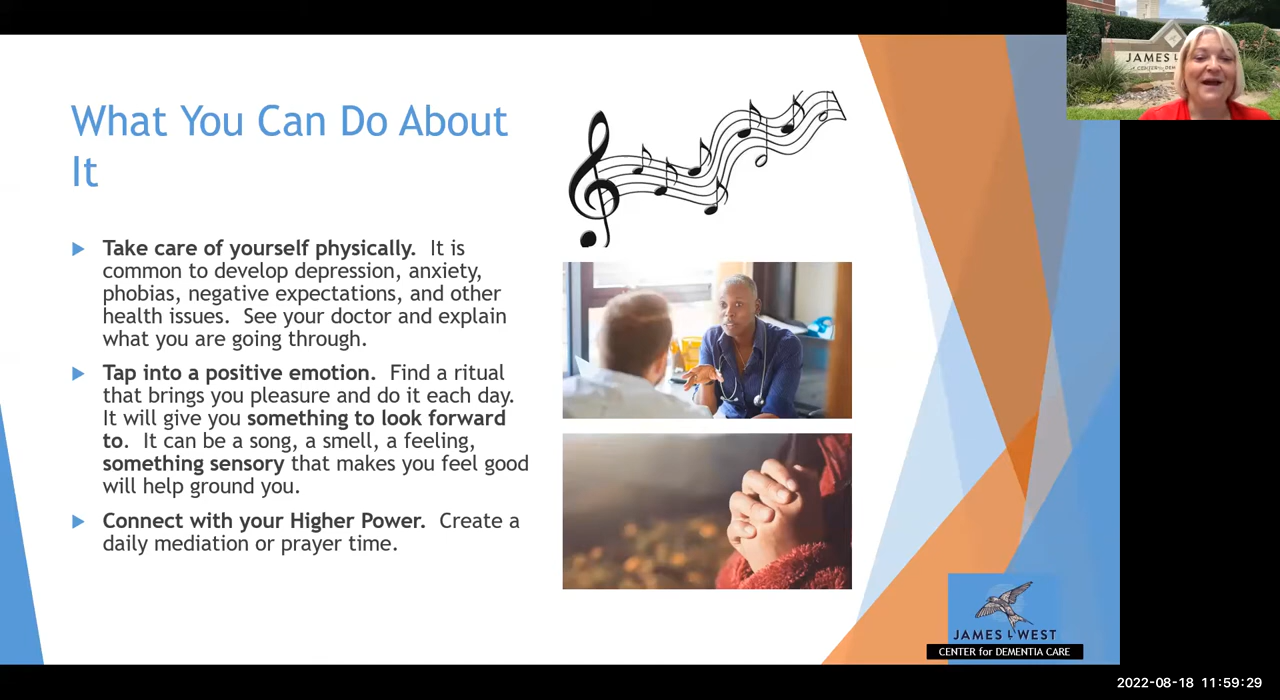 What You Can Do About
It
Take care of yourself physically. It is
common to develop depression, anxiety,
phobias, negative expectations, and other
health issues. See your doctor and explain
what you are going through.
Tap into a positive emotion. Find a ritual
that brings you pleasure and do it each day.
It will give you something to look forward
to. It can be a song, a smell, a feeling,
something sensory that makes you feel good
will help ground you.
Connect with your Higher Power. Create a
daily mediation or prayer time.
JAMES L
CENTER
DEM
JAMES L WEST
CENTER for DEMENTIA CARE
2022-08-18 11:59:29